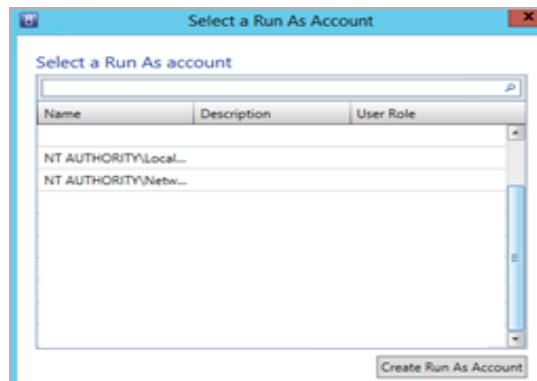 Select a Run As Account
Select a Run As account
Name Description User Role
NT AUTHORITY\Local...
NT AUTHORITY\Netw...
Create Run As Account